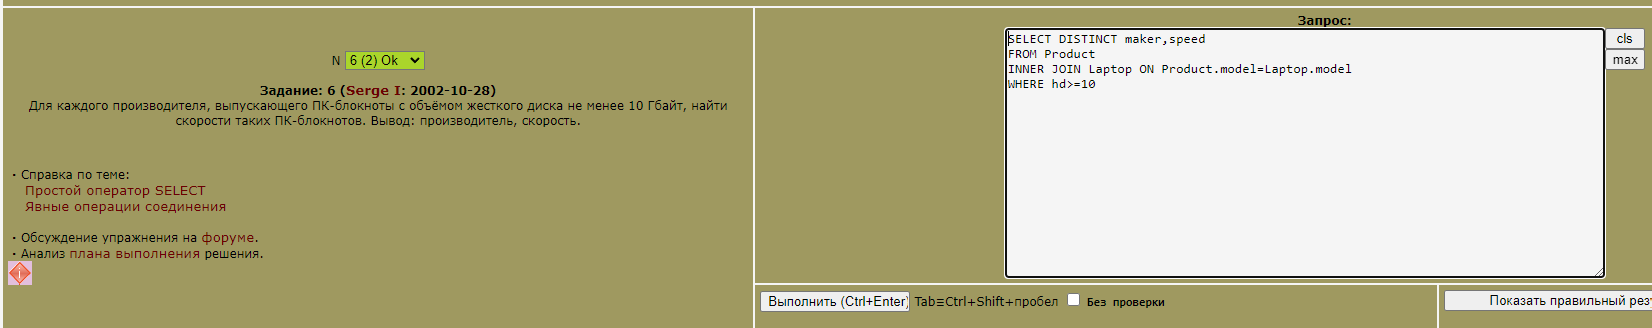 N 6 (2) Ok
Задание: 6 (Serge I: 2002-10-28)
Для каждого производителя, выпускающего ПК-блокноты c объёмом жесткого диска не менее 10 Гбайт, найти
скорости таких ПК-блокнотов. Вывод: производитель, скорость.
· Справка по теме:
Простой оператор SELECT
Явные операции соединения
· Обсуждение упражнения на форуме.
· Анализ плана выполнения решения.
Запрос:
SELECT DISTINCT maker,speed
FROM Product
INNER JOIN Laptop ON Product.model=Laptop.model
WHERE hd>=10
cls
max
Выполнить (Ctrl+Enter) Tab≡Ctrl+Shift+пробел Без проверки
Показать правильный рез